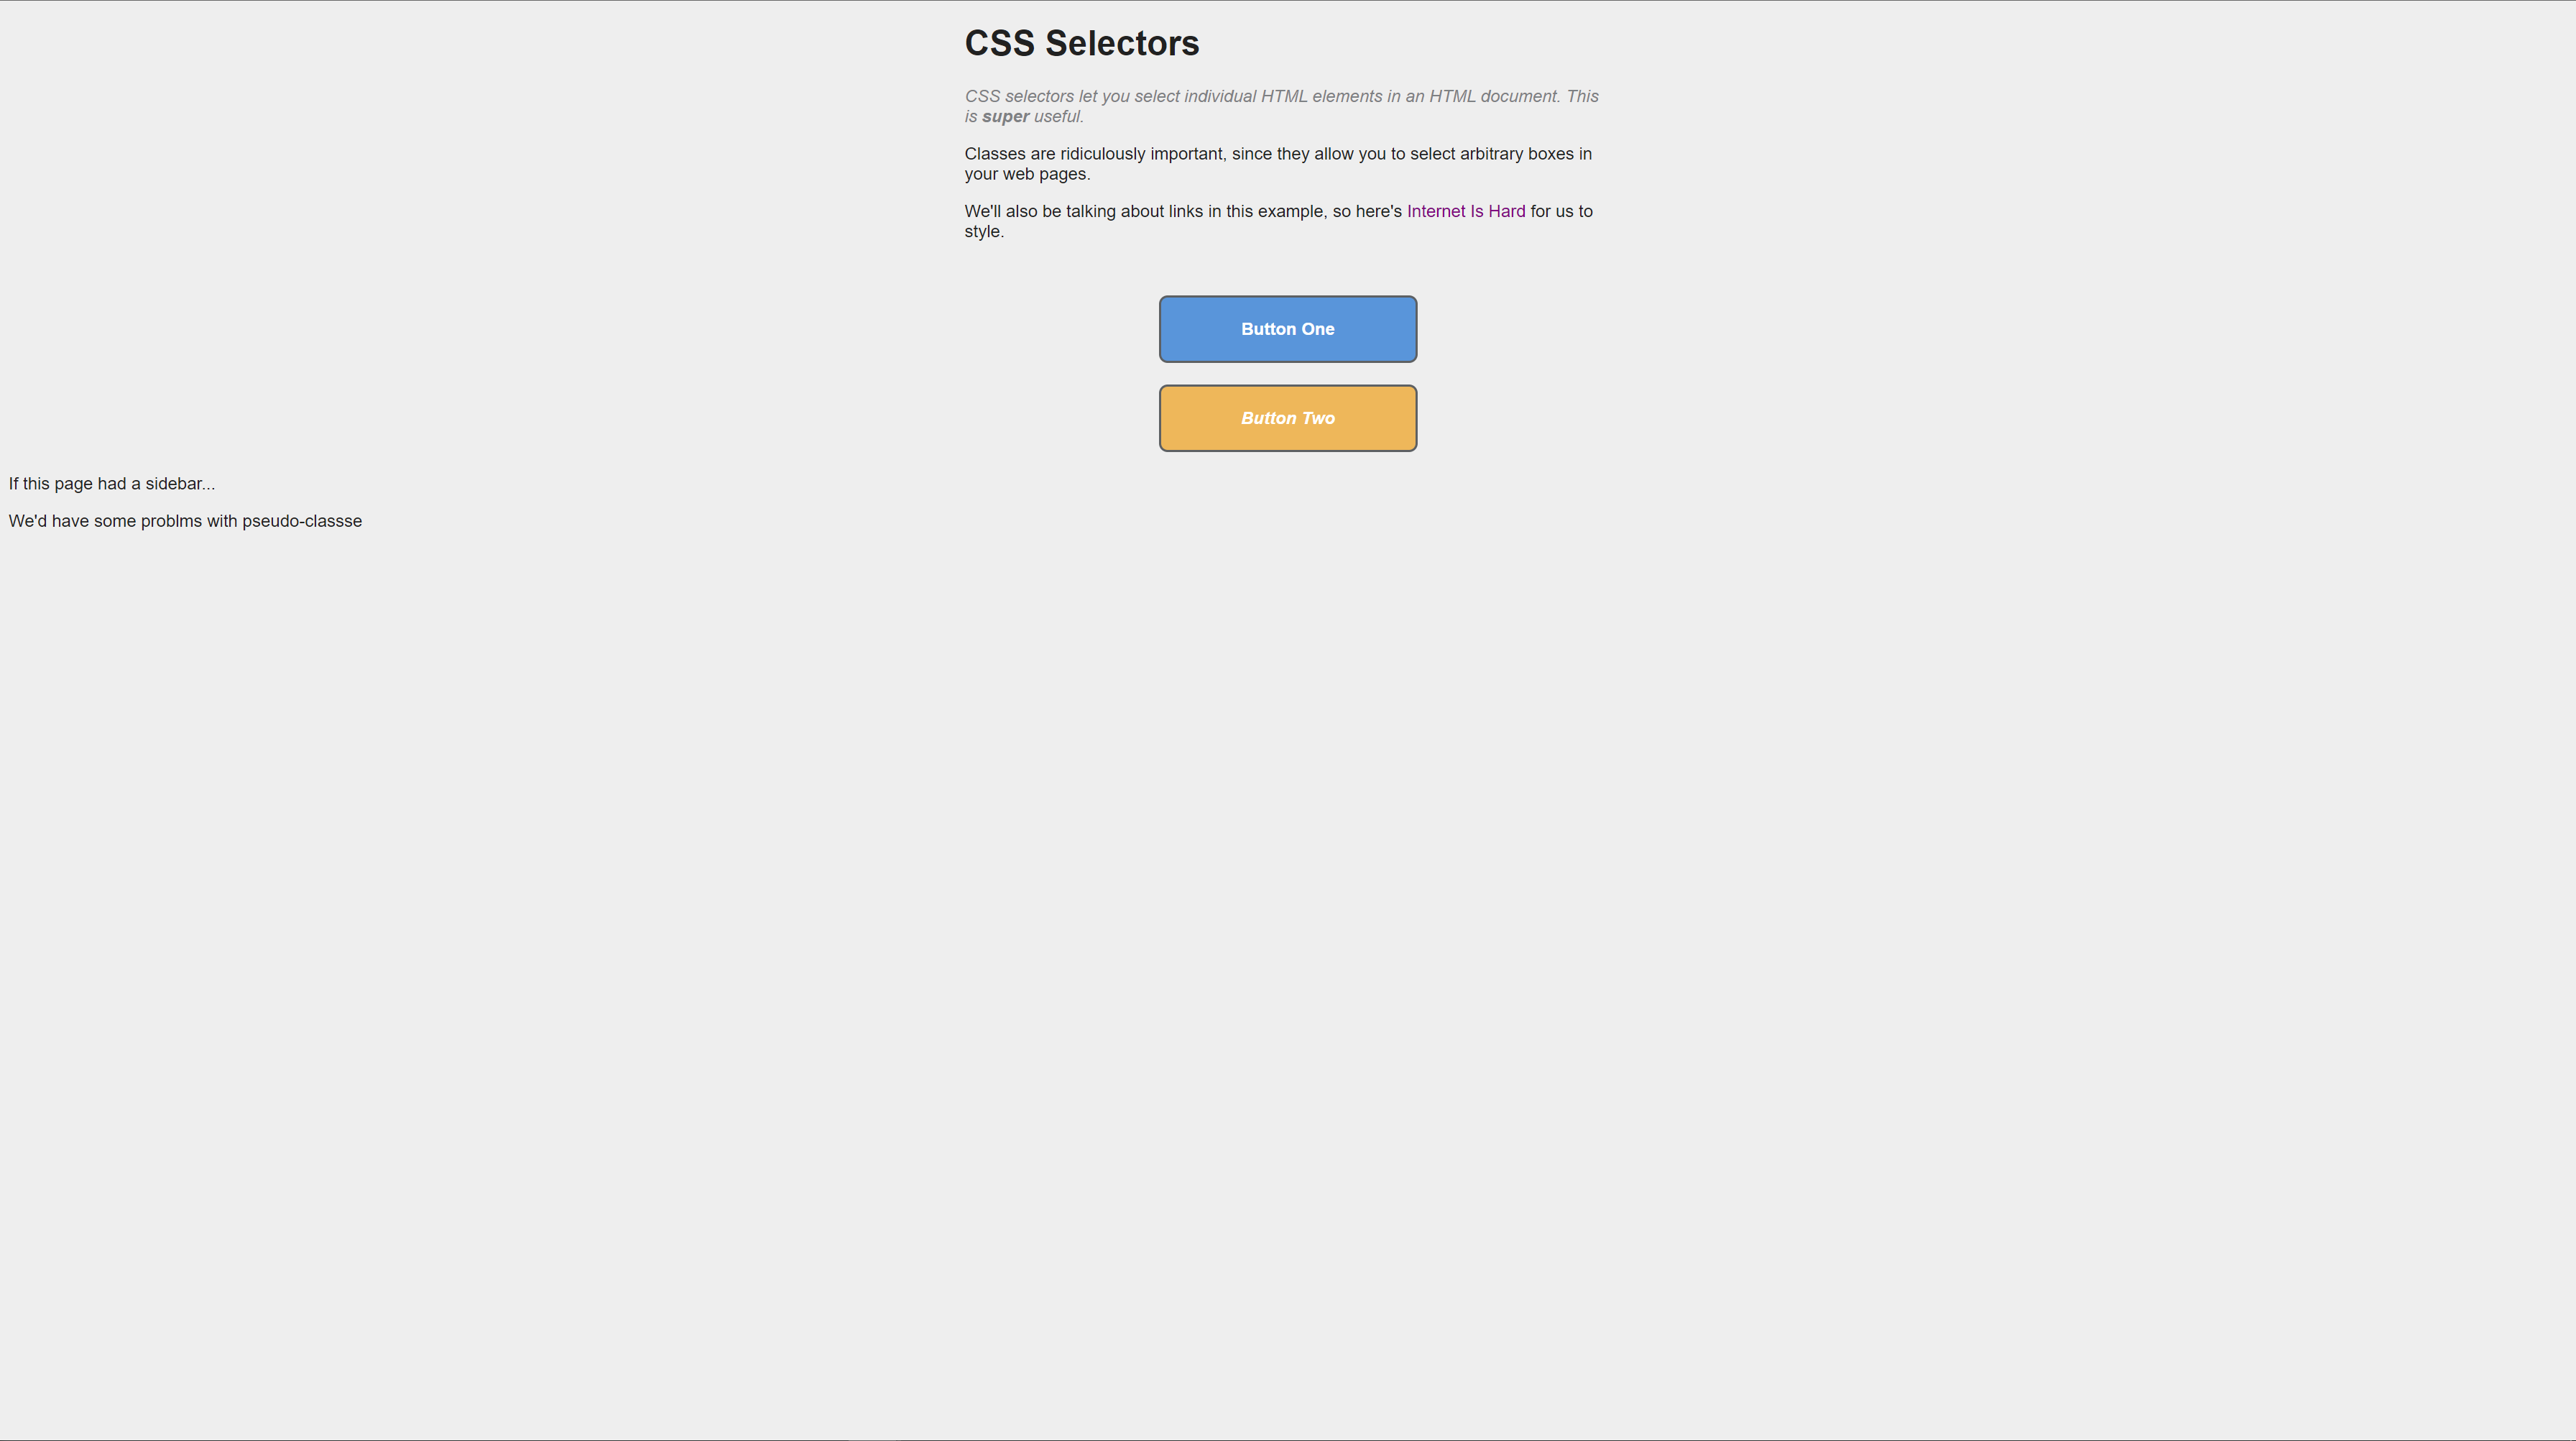 CSS Selectors
CSS selectors let you select individual HTML elements in an HTML document. This
is super useful.
Classes are ridiculously important, since they allow you to select arbitrary boxes in
your web pages.
We'll also be talking about links in this example, so here's Internet Is Hard for us to
style.
Button One
Button Two
If this page had a sidebar...
We'd have some problms with pseudo-classse